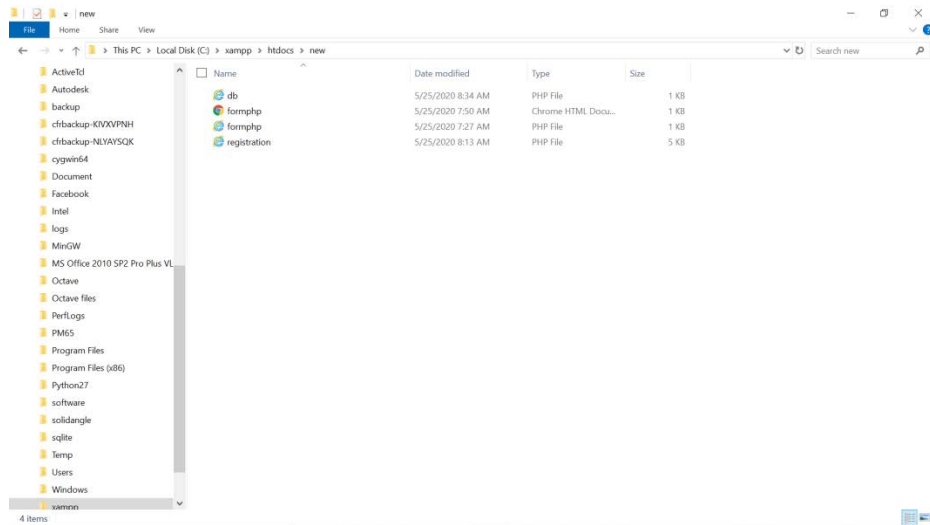 new
File Home Share View
This PC > Local Disk (C:) > xampp > htdocs > new
Search new
Name Date modified Type Size
db 5/25/2020 8:34 AM PHP File 1 KB
formphp 5/25/2020 7:50 AM Chrome HTML Docu... 1 KB
formphp 5/25/2020 7:27 AM PHP File 1 KB
registration 5/25/2020 8:13 AM PHP File 5 KB
ActiveTcl
Autodesk
backup
cfrbackup-KIVXVPNH
cfrbackup-NLYAYSQK
cygwin64
Document
Facebook
Intel
logs
MinGW
MS Office 2010 SP2 Pro Plus VL
Octave
Octave files
PerfLogs
PM65
Program Files
Program Files (x86)
Python27
software
solidangle
sqlite
Temp
Users
Windows
xampp
4 items